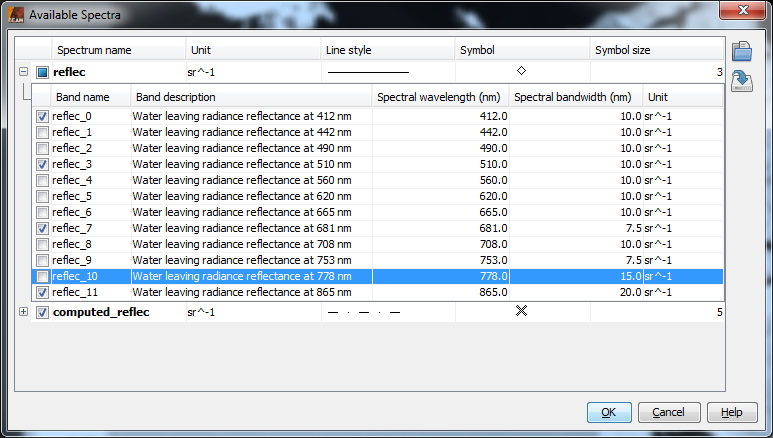 Available Spectra
Spectrum name Unit Line style Symbol Symbol size
reflec sr^-1 3
Band name Band description Spectral wavelength (nm) Spectral bandwidth (nm) Unit
reflec_0 Water leaving radiance reflectance at 412 nm 412.0 10.0 sr^-1
reflec_1 Water leaving radiance reflectance at 442 nm 442.0 10.0 sr^-1
reflec_2 Water leaving radiance reflectance at 490 nm 490.0 10.0 sr^-1
reflec_3 Water leaving radiance reflectance at 510 nm 510.0 10.0 sr^-1
reflec_4 Water leaving radiance reflectance at 560 nm 560.0 10.0 sr^-1
reflec_5 Water leaving radiance reflectance at 620 nm 620.0 10.0 sr^-1
reflec_6 Water leaving radiance reflectance at 665 nm 665.0 10.0 sr^-1
reflec_7 Water leaving radiance reflectance at 681 nm 681.0 7.5 sr^-1
reflec_8 Water leaving radiance reflectance at 708 nm 708.0 10.0 sr^-1
reflec_9 Water leaving radiance reflectance at 753 nm 753.0 7.5 sr^-1
reflec_10 Water leaving radiance reflectance at 778 nm 778.0 15.0 sr^-1
reflec_11 Water leaving radiance reflectance at 865 nm 865.0 20.0 sr^-1
computed_reflec sr^-1 5
OK Cancel Help